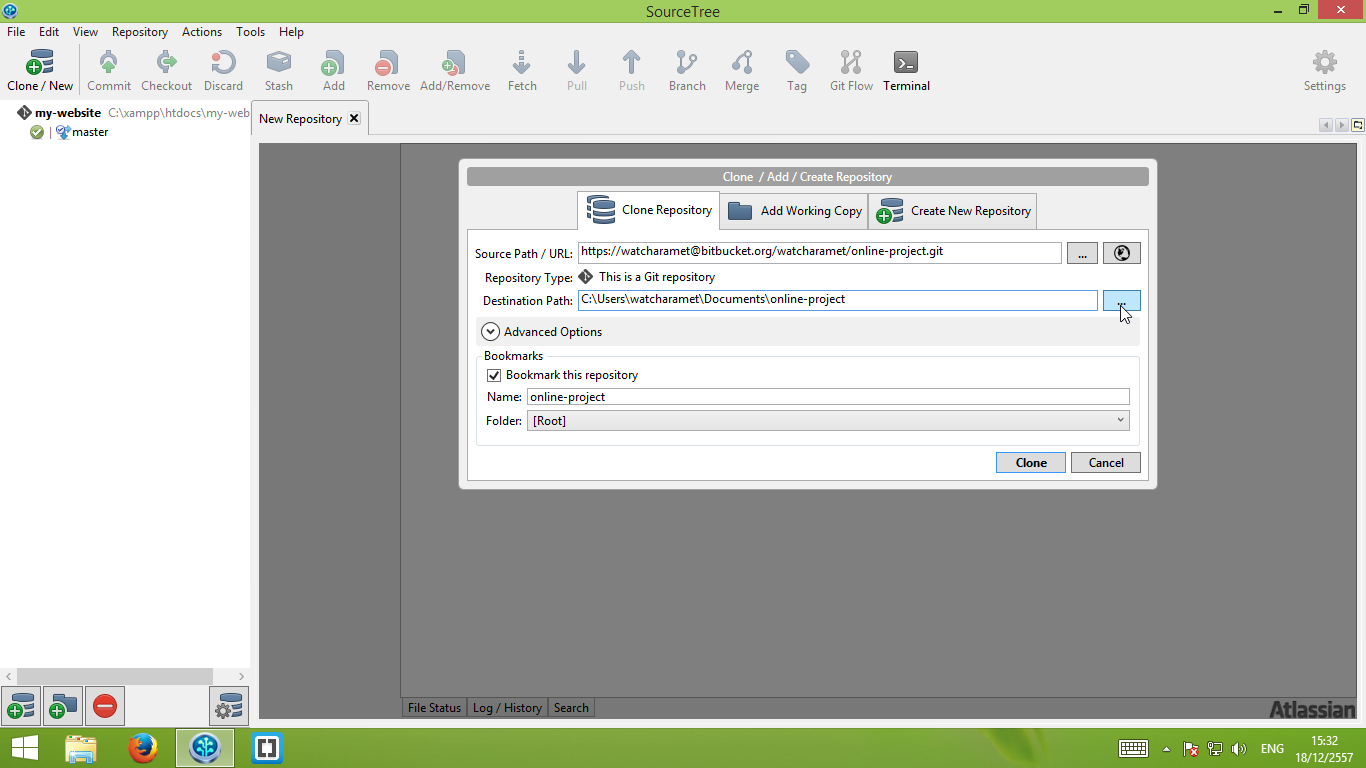 SourceTree
File Edit View Repository Actions Tools Help
Clone / New Commit Checkout Discard Stash Add Remove Add/Remove Fetch Pull Push Branch Merge Tag Git Flow Terminal Settings
my-website C:\xampp\htdocs\my-web
master
New Repository
Clone / Add / Create Repository
Clone Repository Add Working Copy Create New Repository
Source Path / URL: https://watcharamet@bitbucket.org/watcharamet/online-project.git ...
Repository Type: This is a Git repository
Destination Path: C:\Users\watcharamet\Documents\online-project ...
Advanced Options
Bookmarks
Bookmark this repository
Name: online-project
Folder: [Root]
Clone Cancel
File Status Log / History Search Atlassian
ENG 15:32
18/12/2557